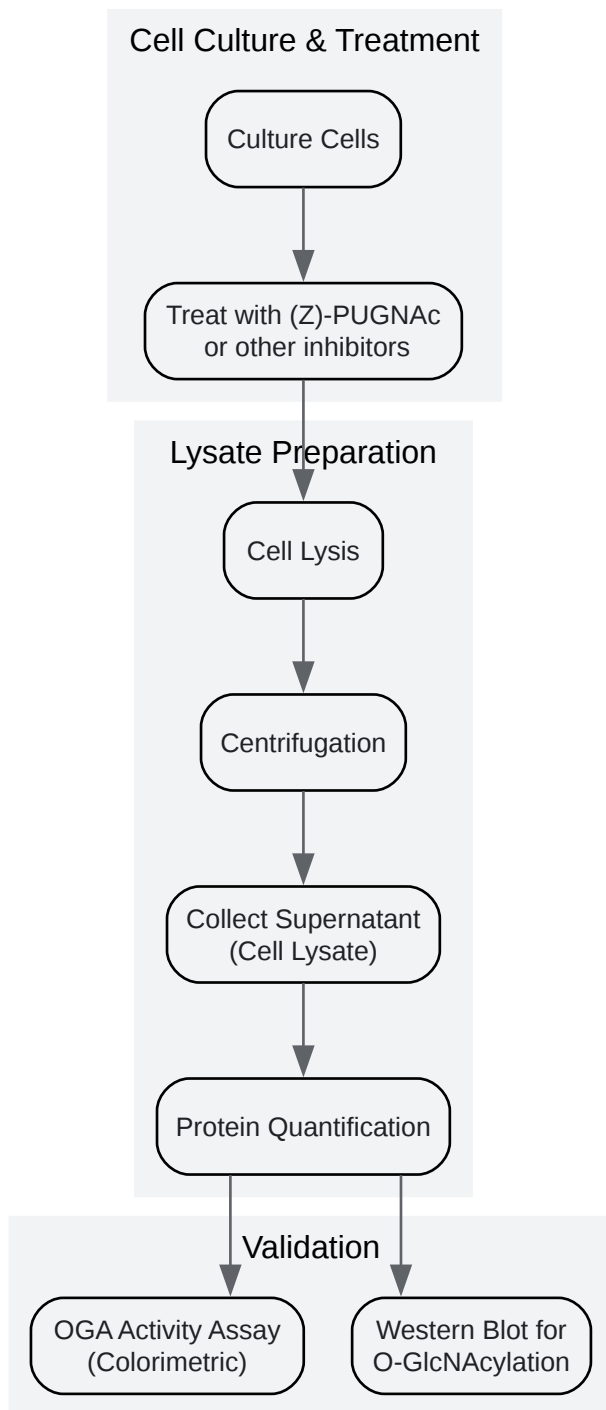 Cell Culture & Treatment
Culture Cells
Treat with (Z)-PUGNAc
or other inhibitors
Lysate Preparation
Cell Lysis
Centrifugation
Collect Supernatant
(Cell Lysate)
Protein Quantification
Validation
OGA Activity Assay
(Colorimetric)
Western Blot for
O-GlcNAcylation